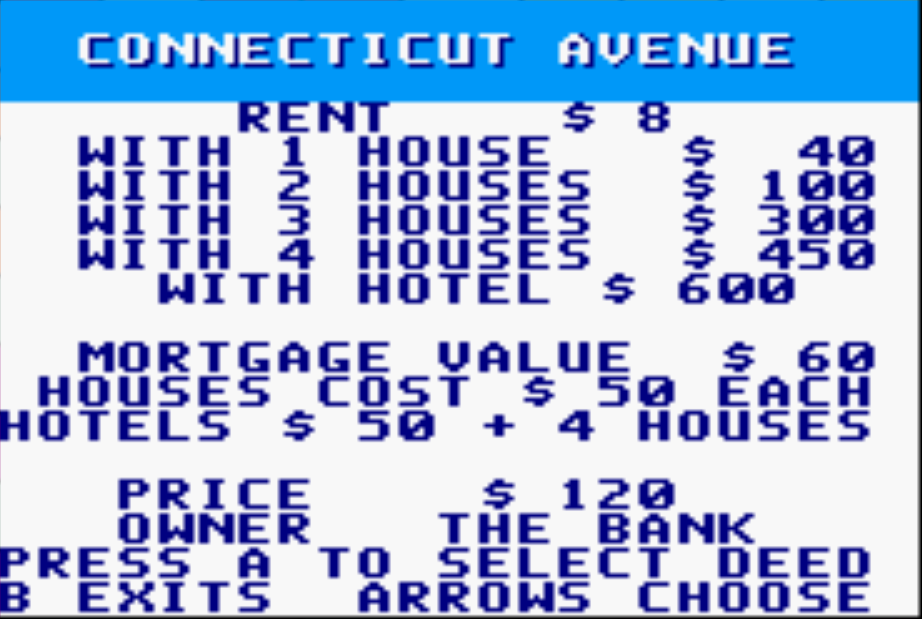 CONNECTICUT AVENUE
RENT $ 8
WITH 1 HOUSE $ 40
WITH 2 HOUSES $ 100
WITH 3 HOUSES $ 300
WITH 4 HOUSES $ 450
WITH HOTEL $ 600
MORTGAGE VALUE $ 60
HOUSES COST $ 50 EACH
HOTELS $ 50 + 4 HOUSES
PRICE $ 120
OWNER THE BANK
PRESS A TO SELECT DEED
B EXITS ARROWS CHOOSE